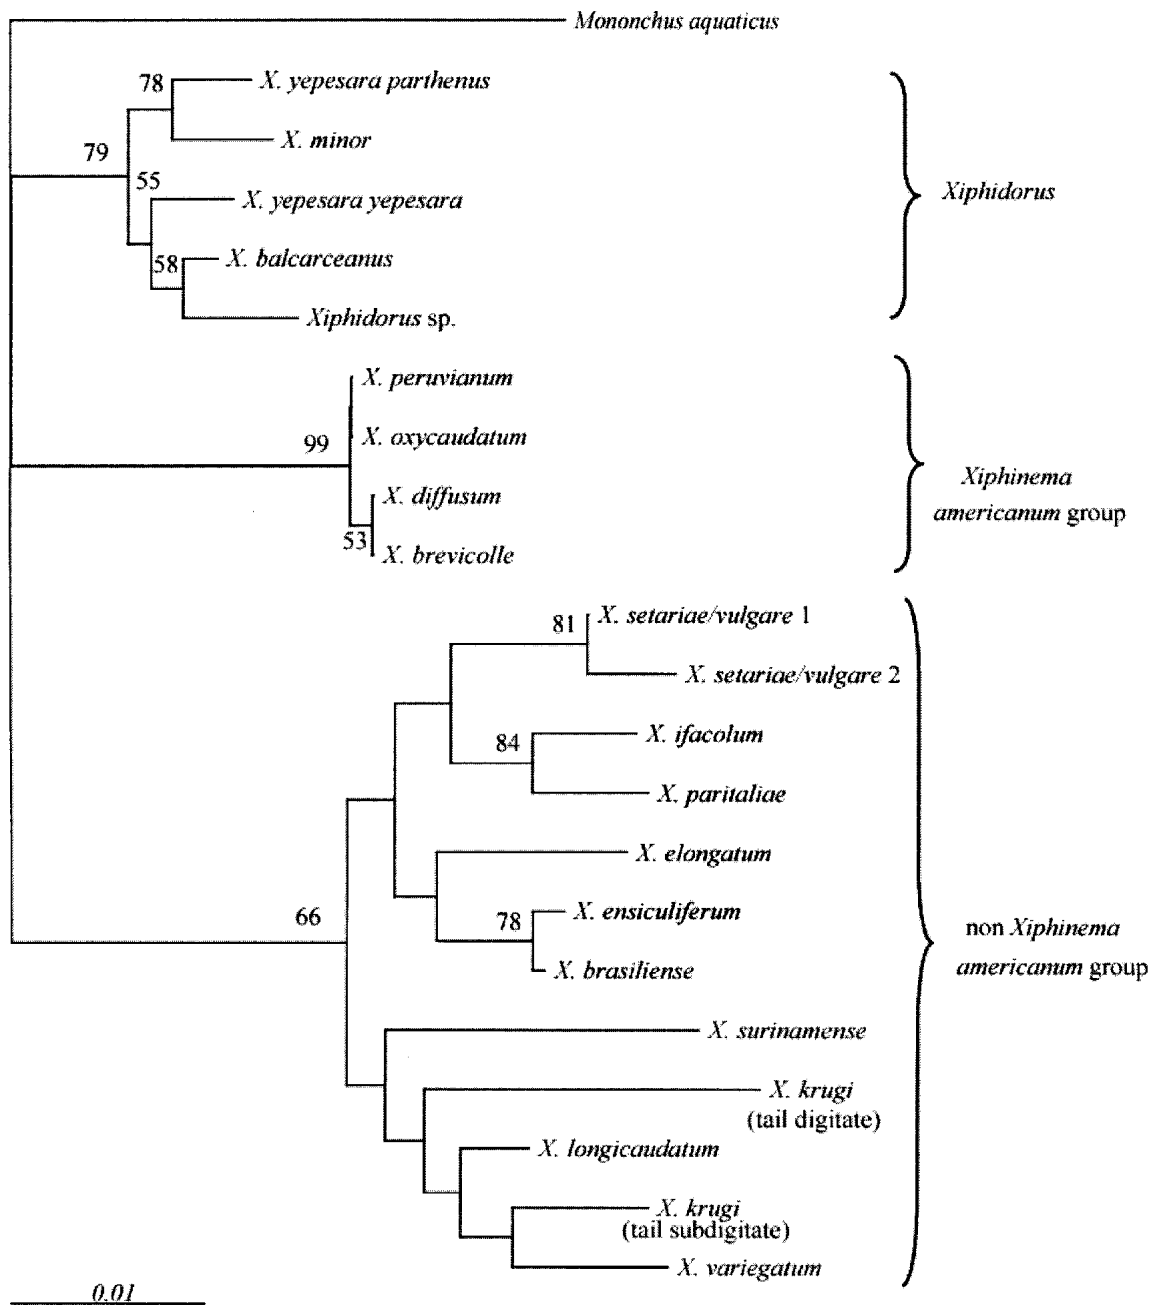 Mononchus aquaticus
78
X. yepesara parthenus
X. minor
79
55
X. yepesara yepesara
58
X. balcarceanus
Xiphidorus sp.
Xiphidorus
X. peruvianum
99
X. oxycaudatum
X. diffusum
53
X. brevicolle
Xiphinema
americanum group
81
X. setariae/vulgare 1
X. setariae/vulgare 2
84
X. ifacolum
X. paritaliae
X. elongatum
66
78
X. ensiculiferum
X. brasiliense
non Xiphinema
americanum group
X. surinamense
X. krugi
(tail digitate)
X. longicaudatum
X. krugi
(tail subdigitate)
X. variegatum
0.01